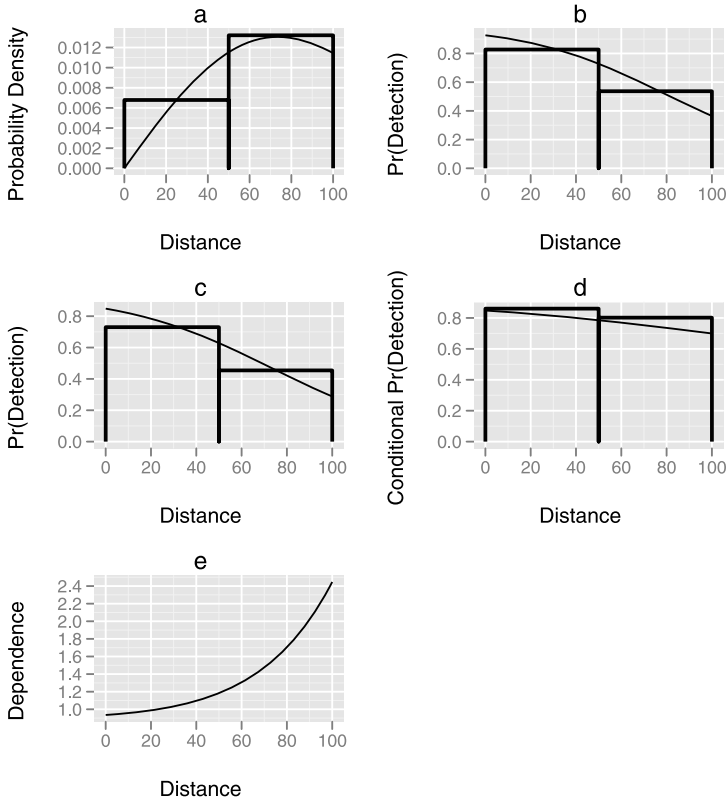 a
Probability Density
0.012
0.010
0.008
0.006
0.004
0.002
0.000
0 20 40 60 80 100
Distance
b
Pr(Detection)
0.8
0.6
0.4
0.2
0.0
0 20 40 60 80 100
Distance
c
Pr(Detection)
0.8
0.6
0.4
0.2
0.0
0 20 40 60 80 100
Distance
d
Conditional Pr(Detection)
0.8
0.6
0.4
0.2
0.0
0 20 40 60 80 100
Distance
e
Dependence
2.4
2.2
2.0
1.8
1.6
1.4
1.2
1.0
0 20 40 60 80 100
Distance